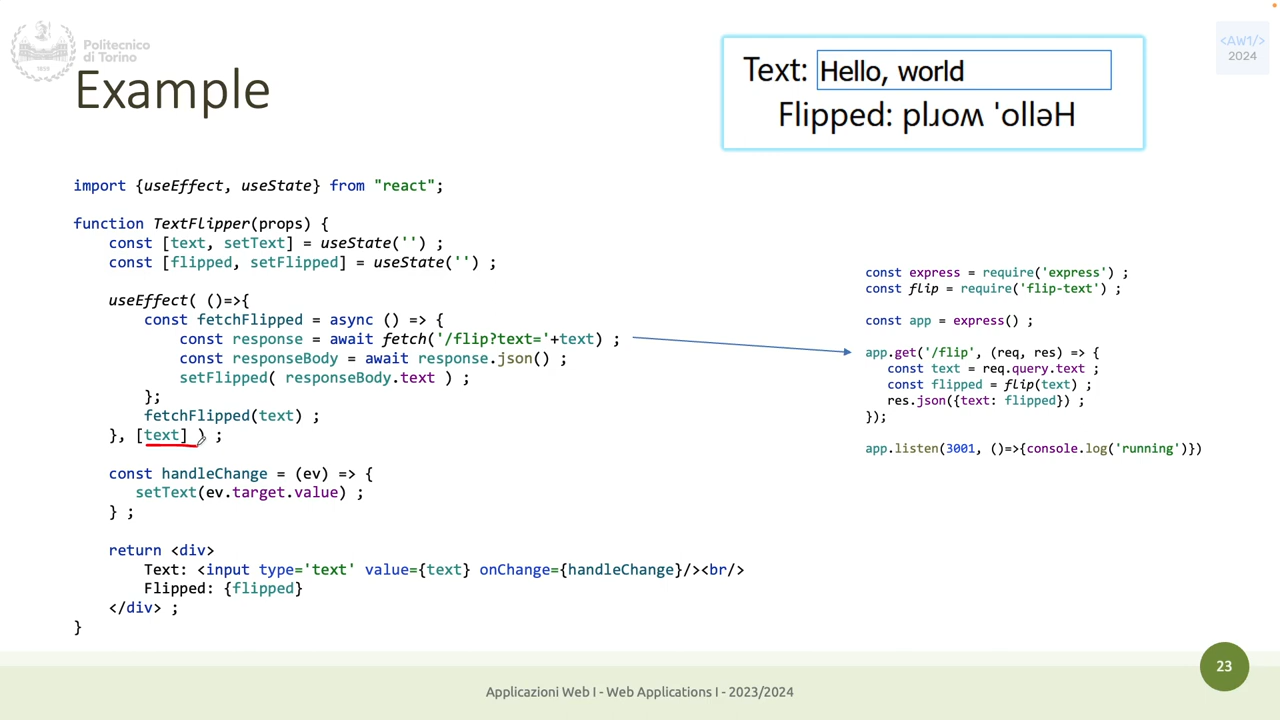 Politecnico
di Torino
1859
Example
Text: Hello, world
Flipped: plɹoʍ 'ollǝH
<AW1/>
2024
import {useEffect, useState} from "react";
function TextFlipper(props) {
const [text, setText] = useState('') ;
const [flipped, setFlipped] = useState('') ;
useEffect( ()=>{
const fetchFlipped = async () => {
const response = await fetch('/flip?text='+text) ;
const responseBody = await response.json() ;
setFlipped( responseBody.text ) ;
};
fetchFlipped(text) ;
}, [text] ) ;
const handleChange = (ev) => {
setText(ev.target.value) ;
} ;
return <div>
Text: <input type='text' value={text} onChange={handleChange}/><br/>
Flipped: {flipped}
</div> ;
}
const express = require('express') ;
const flip = require('flip-text') ;
const app = express() ;
app.get('/flip', (req, res) => {
const text = req.query.text ;
const flipped = flip(text) ;
res.json({text: flipped}) ;
});
app.listen(3001, ()=>{console.log('running')})
Applicazioni Web I - Web Applications I - 2023/2024
23